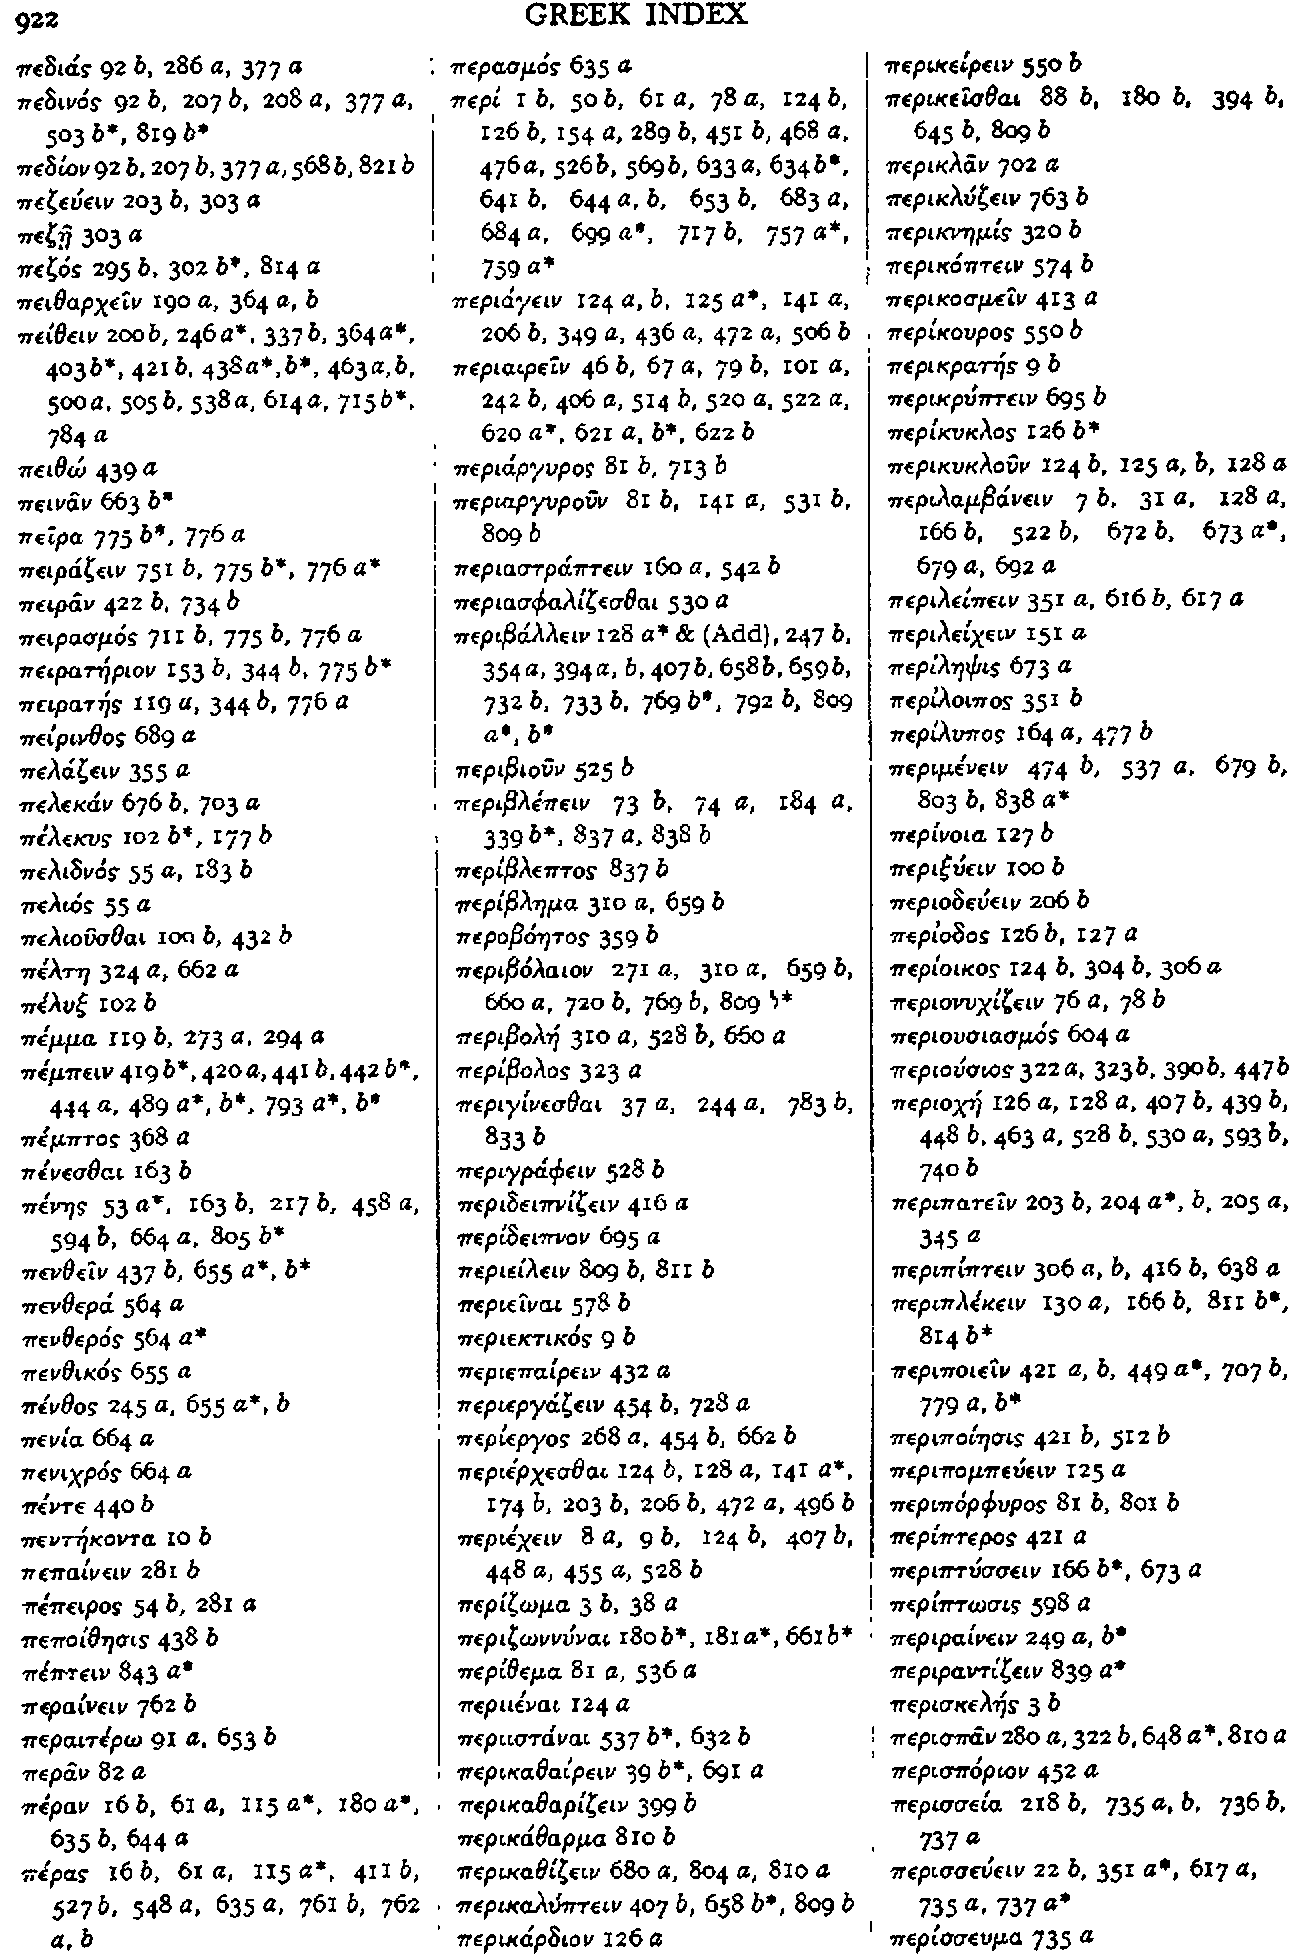 922
GREEK INDEX
πεδιάς 92 b, 286 a, 377 a
πεδινός 92 b, 207 b, 208 a, 377 a,
503 b*, 819 b*
πεδίον 92 b, 207 b, 377 a, 568 b, 821 b
πεζεύειν 203 b, 303 a
πεζῇ 303 a
πεζός 295 b, 302 b*, 814 a
πειθαρχεῖν 190 a, 364 a, b
πείθειν 200 b, 246 a*, 337 b, 364 a*,
403 b*, 421 b, 438 a*, b*, 463 a, b,
500 a, 505 b, 538 a, 614 a, 715 b*,
784 a
πειθώ 439 a
πεινᾶν 663 b*
πεῖρα 775 b*, 776 a
πειράζειν 751 b, 775 b*, 776 a*
πειρᾶν 422 b, 734 b
πειρασμός 711 b, 775 b, 776 a
πειρατήριον 153 b, 344 b, 775 b*
πειρατής 119 a, 344 b, 776 a
πείρινθος 689 a
πελάζειν 355 a
πελεκάν 676 b, 703 a
πέλεκυς 102 b*, 177 b
πελιδνός 55 a, 183 b
πελιός 55 a
πελιοῦσθαι 100 b, 432 b
πέλτη 324 a, 662 a
πέλυξ 102 b
πέμμα 119 b, 273 a, 294 a
πέμπειν 419 b*, 420 a, 441 b, 442 b*,
444 a, 489 a*, b*, 793 a*, b*
πέμπτος 368 a
πένεσθαι 163 b
πένης 53 a*, 163 b, 217 b, 458 a,
594 b, 664 a, 805 b*
πενθεῖν 437 b, 655 a*, b*
πενθερά 564 a
πενθερός 564 a*
πενθικός 655 a
πένθος 245 a, 655 a*, b
πενία 664 a
πενιχρός 664 a
πέντε 440 b
πεντήκοντα 10 b
πεπαίνειν 281 b
πέπειρος 54 b, 281 a
πεποίθησις 438 b
πέπτειν 843 a*
περαίνειν 762 b
περαιτέρω 91 a, 653 b
περᾶν 82 a
πέραν 16 b, 61 a, 115 a*, 180 a*,
635 b, 644 a
πέρας 16 b, 61 a, 115 a*, 411 b,
527 b, 548 a, 635 a, 761 b, 762
a, b
περασμός 635 a
περί 1 b, 50 b, 61 a, 78 a, 124 b,
126 b, 154 a, 289 b, 451 b, 468 a,
476 a, 526 b, 569 b, 633 a, 634 b*,
641 b, 644 a, b, 653 b, 683 a,
684 a, 699 a*, 717 b, 757 a*,
759 a*
περιάγειν 124 a, b, 125 a*, 141 a,
206 b, 349 a, 436 a, 472 a, 506 b
περιαιρεῖν 46 b, 67 a, 79 b, 101 a,
242 b, 406 a, 514 b, 520 a, 522 a,
620 a*, 621 a, b*, 622 b
περιάργυρος 81 b, 713 b
περιαργυροῦν 81 b, 141 a, 531 b,
809 b
περιαστράπτειν 160 a, 542 b
περιασφαλίζεσθαι 530 a
περιβάλλειν 128 a* & (Add), 247 b,
354 a, 394 a, b, 407 b, 658 b, 659 b,
732 b, 733 b, 769 b*, 792 b, 809
a*, b*
περιβιοῦν 525 b
περιβλέπειν 73 b, 74 a, 184 a,
339 b*, 837 a, 838 b
περίβλεπτος 837 b
περίβλημα 310 a, 659 b
περοβόητος 359 b
περιβόλαιον 271 a, 310 a, 659 b,
660 a, 720 b, 769 b, 809 b*
περιβολή 310 a, 528 b, 660 a
περίβολος 323 a
περιγίνεσθαι 37 a, 244 a, 783 b,
833 b
περιγράφειν 528 b
περιδειπνίζειν 416 a
περίδειπνον 695 a
περιείλειν 809 b, 811 b
περιεῖναι 578 b
περιεκτικός 9 b
περιεπαίρειν 432 a
περιεργάζειν 454 b, 728 a
περίεργος 268 a, 454 b, 662 b
περιέρχεσθαι 124 b, 128 a, 141 a*,
174 b, 203 b, 206 b, 472 a, 496 b
περιέχειν 8 a, 9 b, 124 b, 407 b,
448 a, 455 a, 528 b
περίζωμα 3 b, 38 a
περιζωννύναι 180 b*, 181 a*, 661 b*
περίθεμα 81 a, 536 a
περιιέναι 124 a
περιιστάναι 537 b*, 632 b
περικαθαίρειν 39 b*, 691 a
περικαθαρίζειν 399 b
περικάθαρμα 810 b
περικαθίζειν 680 a, 804 a, 810 a
περικαλύπτειν 407 b, 658 b*, 809 b
περικάρδιον 126 a
περικείρειν 550 b
περικεῖσθαι 88 b, 180 b, 394 b,
645 b, 809 b
περικλᾶν 702 a
περικλύζειν 763 b
περικνημίς 320 b
περικόπτειν 574 b
περικοσμεῖν 413 a
περίκουρος 550 b
περικρατής 9 b
περικρύπτειν 695 b
περίκυκλος 126 b*
περικυκλοῦν 124 b, 125 a, b, 128 a
περιλαμβάνειν 7 b, 31 a, 128 a,
166 b, 522 b, 672 b, 673 a*,
679 a, 692 a
περιλείπειν 351 a, 616 b, 617 a
περιλείχειν 151 a
περίληψις 673 a
περίλοιπος 351 b
περίλυπος 164 a, 477 b
περιμένειν 474 b, 537 a, 679 b,
803 b, 838 a*
περίνοια 127 b
περιξύειν 100 b
περιοδεύειν 206 b
περίοδος 126 b, 127 a
περίοικος 124 b, 304 b, 306 a
περιονυχίζειν 76 a, 78 b
περιουσιασμός 604 a
περιούσιος 322 a, 323 b, 390 b, 447 b
περιοχή 126 a, 128 a, 407 b, 439 b,
448 b, 463 a, 528 b, 530 a, 593 b,
740 b
περιπατεῖν 203 b, 204 a*, b, 205 a,
345 a
περιπίπτειν 306 a, b, 416 b, 638 a
περιπλέκειν 130 a, 166 b, 811 b*,
814 b*
περιποιεῖν 421 a, b, 449 a*, 707 b,
779 a, b*
περιποίησις 421 b, 512 b
περιπομπεύειν 125 a
περιπόρφυρος 81 b, 801 b
περίπτερος 421 a
περιπτύσσειν 166 b*, 673 a
περίπτωσις 598 a
περιραίνειν 249 a, b*
περιραντίζειν 839 a*
περισκελής 3 b
περισπᾶν 280 a, 322 b, 648 a*, 810 a
περισπόριον 452 a
περισσεία 218 b, 735 a, b, 736 b,
737 a
περισσεύειν 22 b, 351 a*, 617 a,
735 a, 737 a*
περίσσευμα 735 a